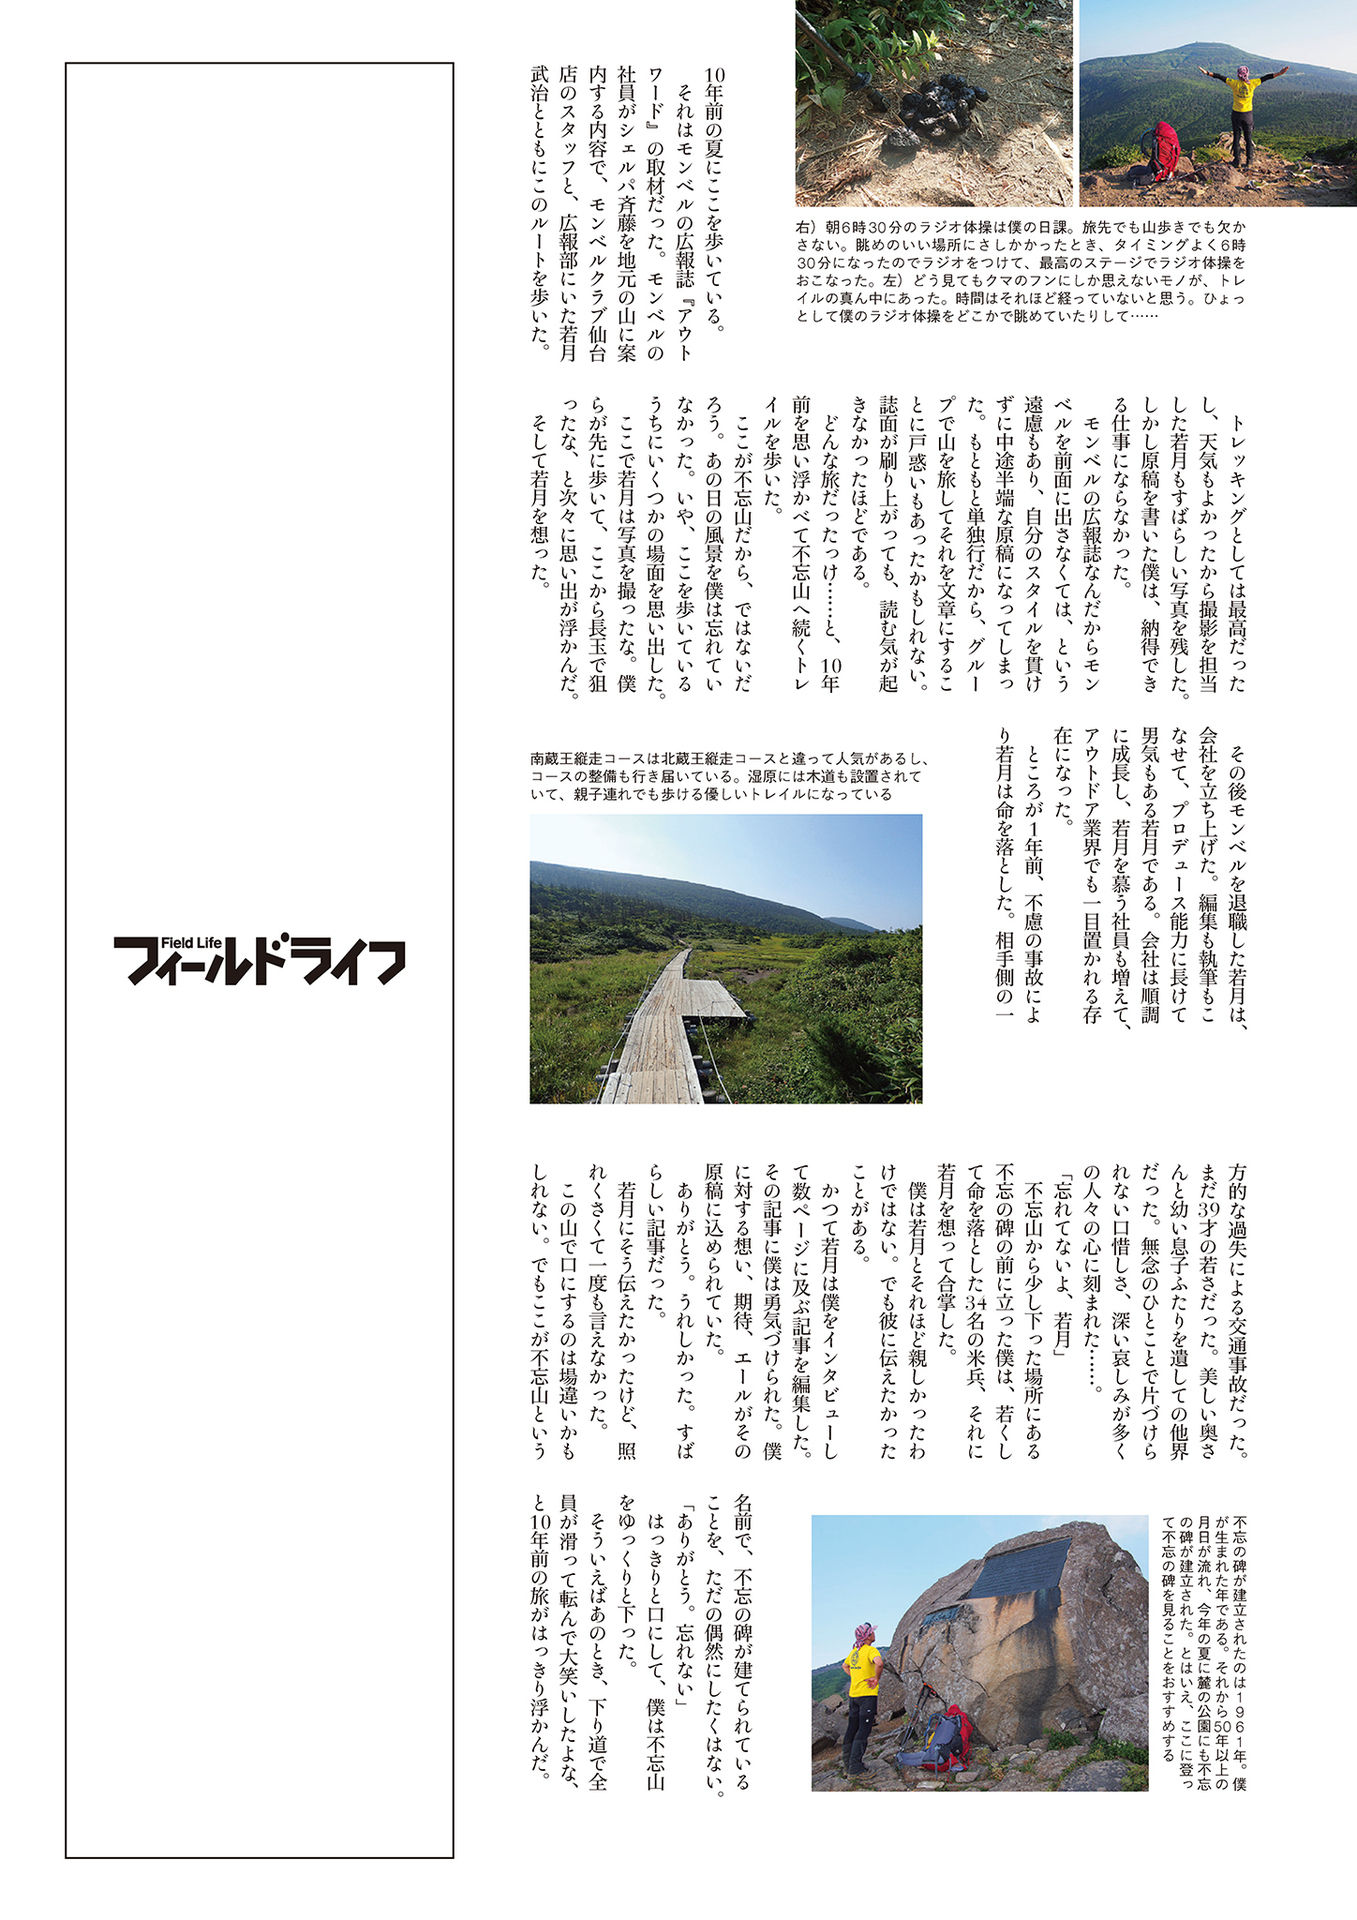 右）朝6時30分のラジオ体操は僕の日課。旅先でも山歩きでも欠か
さない。眺めのいい場所にさしかかったとき、タイミングよく6時
30分になったのでラジオをつけて、最高のステージでラジオ体操を
おこなった。左）どう見てもクマのフンにしか思えないモノが、トレ
イルの真ん中にあった。時間はそれほど経っていないと思う。ひょっ
として僕のラジオ体操をどこかで眺めていたりして……
10年前の夏にここを歩いている。
それはモンベルの広報誌『アウト
ワード』の取材だった。モンベルの
社員がシェルパ斉藤を地元の山に案
内する内容で、モンベルクラブ仙台
店のスタッフと、広報部にいた若月
武治とともにこのルートを歩いた。
トレッキングとしては最高だった
し、天気もよかったから撮影を担当
した若月もすばらしい写真を残した。
しかし原稿を書いた僕は、納得でき
る仕事にならなかった。
モンベルの広報誌なんだからモン
ベルを前面に出さなくては、という
遠慮もあり、自分のスタイルを貫け
ずに中途半端な原稿になってしまっ
た。もともと単独行だから、グルー
プで山を旅してそれを文章にするこ
とに戸惑いもあったかもしれない。
誌面が刷り上がっても、読む気が起
きなかったほどである。
どんな旅だったっけ……と、10年
前を思い浮かべて不忘山へ続くトレ
イルを歩いた。
ここが不忘山だから、ではないだ
ろう。あの日の風景を僕は忘れてい
なかった。いや、ここを歩いている
うちにいくつかの場面を思い出した。
ここで若月は写真を撮ったな。僕
らが先に歩いて、ここから長玉で狙
ったな、と次々に思い出が浮かんだ。
そして若月を想った。
その後モンベルを退職した若月は、
会社を立ち上げた。編集も執筆もこ
なせて、プロデュース能力に長けて
男気もある若月である。会社は順調
に成長し、若月を慕う社員も増えて、
アウトドア業界でも一目置かれる存
在になった。
ところが1年前、不慮の事故によ
り若月は命を落とした。相手側の一
南蔵王縦走コースは北蔵王縦走コースと違って人気があるし、
コースの整備も行き届いている。湿原には木道も設置されて
いて、親子連れでも歩ける優しいトレイルになっている
方的な過失による交通事故だった。
まだ39才の若さだった。美しい奥さ
んと幼い息子ふたりを遺しての他界
だった。無念のひとことで片づけら
れない口惜しさ、深い哀しみが多く
の人々の心に刻まれた……。
「忘れてないよ、若月」
不忘山から少し下った場所にある
不忘の碑の前に立った僕は、若くし
て命を落とした34名の米兵、それに
若月を想って合掌した。
僕は若月とそれほど親しかったわ
けではない。でも彼に伝えたかった
ことがある。
かつて若月は僕をインタビューし
て数ページに及ぶ記事を編集した。
その記事に僕は勇気づけられた。僕
に対する想い、期待、エールがその
原稿に込められていた。
ありがとう。うれしかった。すば
らしい記事だった。
若月にそう伝えたかったけど、照
れくさくて一度も言えなかった。
この山で口にするのは場違いかも
しれない。でもここが不忘山という
不忘の碑が建立されたのは1961年。僕
が生まれた年である。それから50年以上の
月日が流れ、今年の夏に麓の公園にも不忘
の碑が建立された。とはいえ、ここに登っ
て不忘の碑を見ることをおすすめする
名前で、不忘の碑が建てられている
ことを、ただの偶然にしたくはない。
「ありがとう。忘れない」
はっきりと口にして、僕は不忘山
をゆっくりと下った。
そういえばあのとき、下り道で全
員が滑って転んで大笑いしたよな、
と10年前の旅がはっきり浮かんだ。
フィールドライフ
Field Life